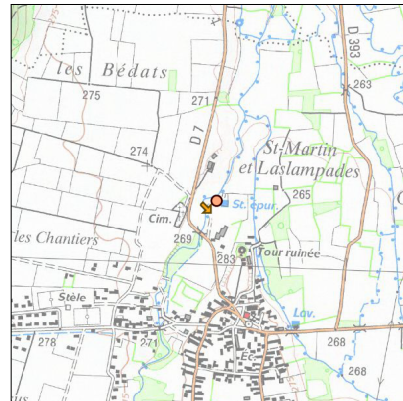 les Bédats
275
271
D 7
D 393
263
274
St-Martin
et Laslampades
265
St. épur.
Cim.
269
les Chantiers
283
Tour ruinée
Stèle
Lav.
278
271
Ec.
268
268